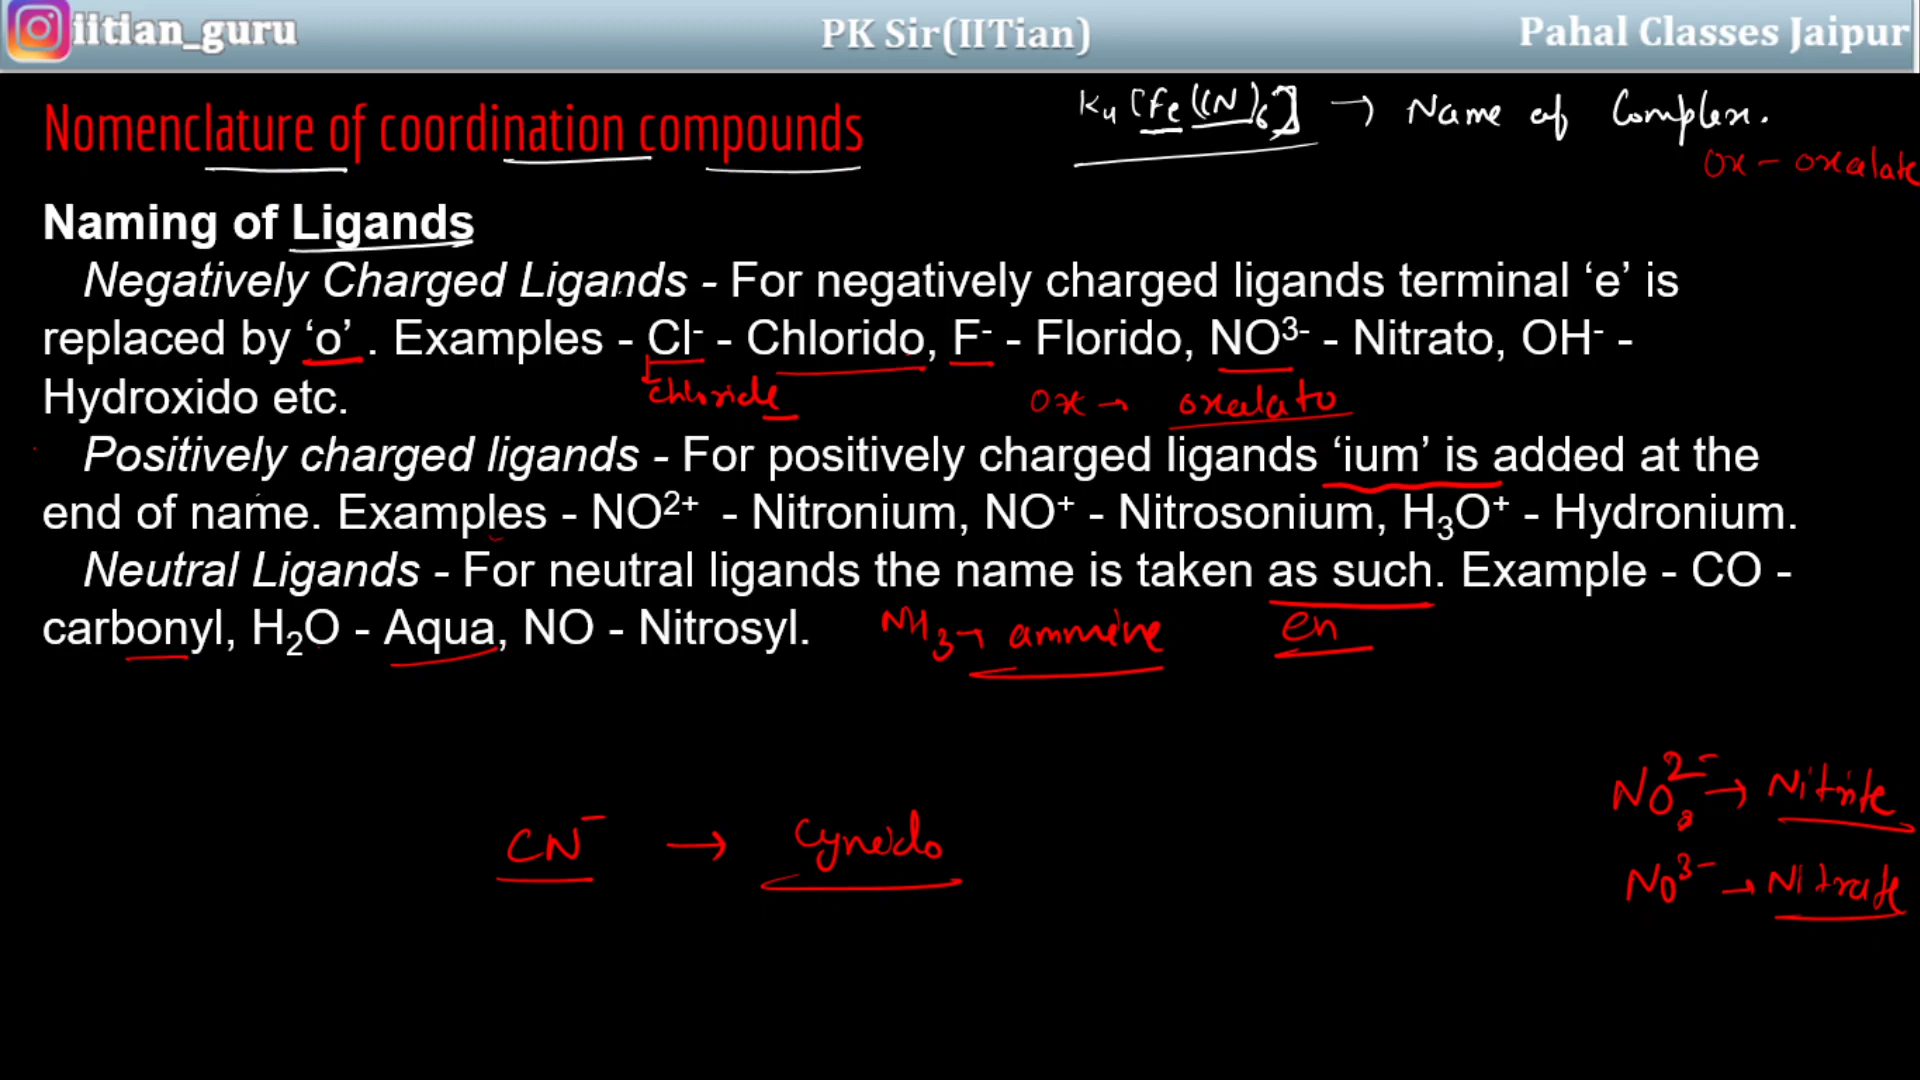 iitian_guru
PK Sir(IITian)
Pahal Classes Jaipur
Nomenclature of coordination compounds
K4 [Fe(CN)6] → Name of Complex.
Ox - oxalate
Naming of Ligands
Negatively Charged Ligands - For negatively charged ligands terminal ‘e’ is
replaced by ‘o’ . Examples - Cl- - Chlorido, F- - Florido, NO3- - Nitrato, OH- -
Hydroxido etc.
chloride
ox → oxalato
Positively charged ligands - For positively charged ligands ‘ium’ is added at the
end of name. Examples - NO2+ - Nitronium, NO+ - Nitrosonium, H3O+ - Hydronium.
Neutral Ligands - For neutral ligands the name is taken as such. Example - CO -
carbonyl, H2O - Aqua, NO - Nitrosyl.
NH3 → ammine
en
NO2- → Nitrite
CN- → Cyneido
NO3- → Nitrate